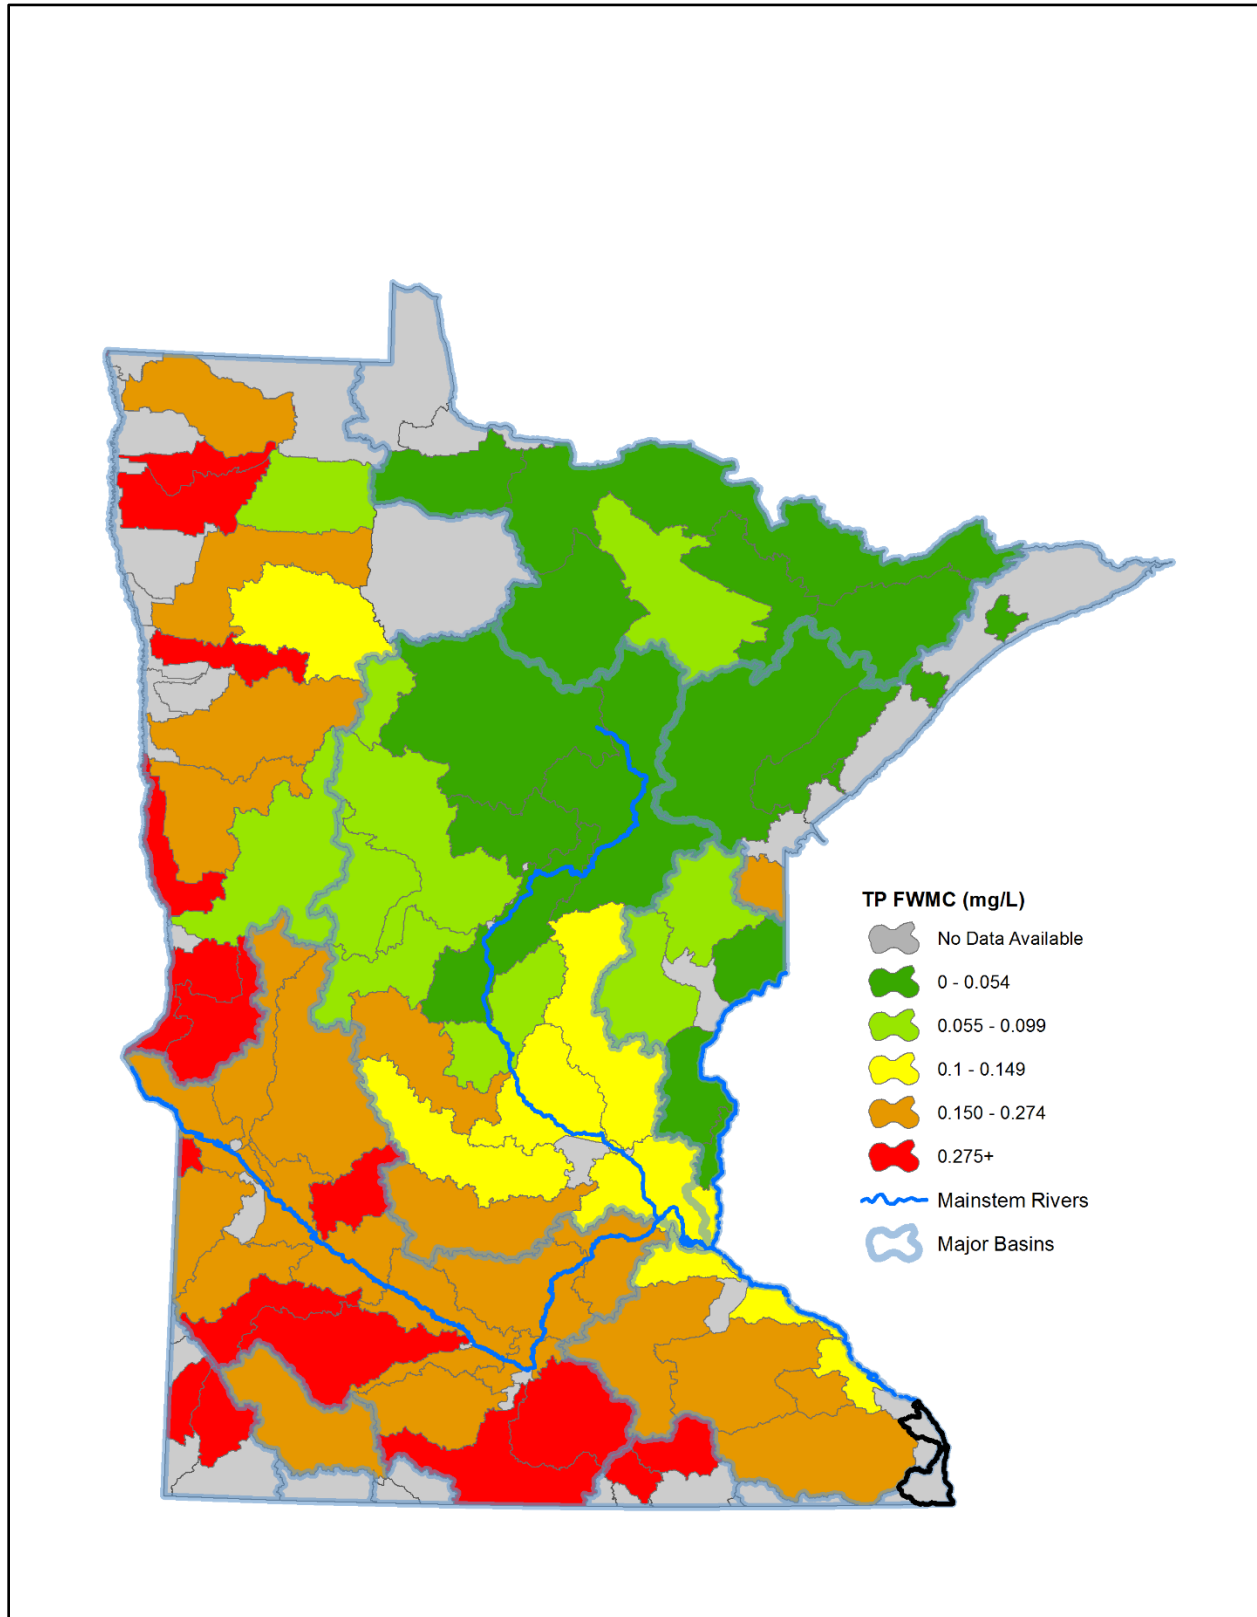 TP FWMC (mg/L)
No Data Available
0 - 0.054
0.055 - 0.099
0.1 - 0.149
0.150 - 0.274
0.275+
Mainstem Rivers
Major Basins